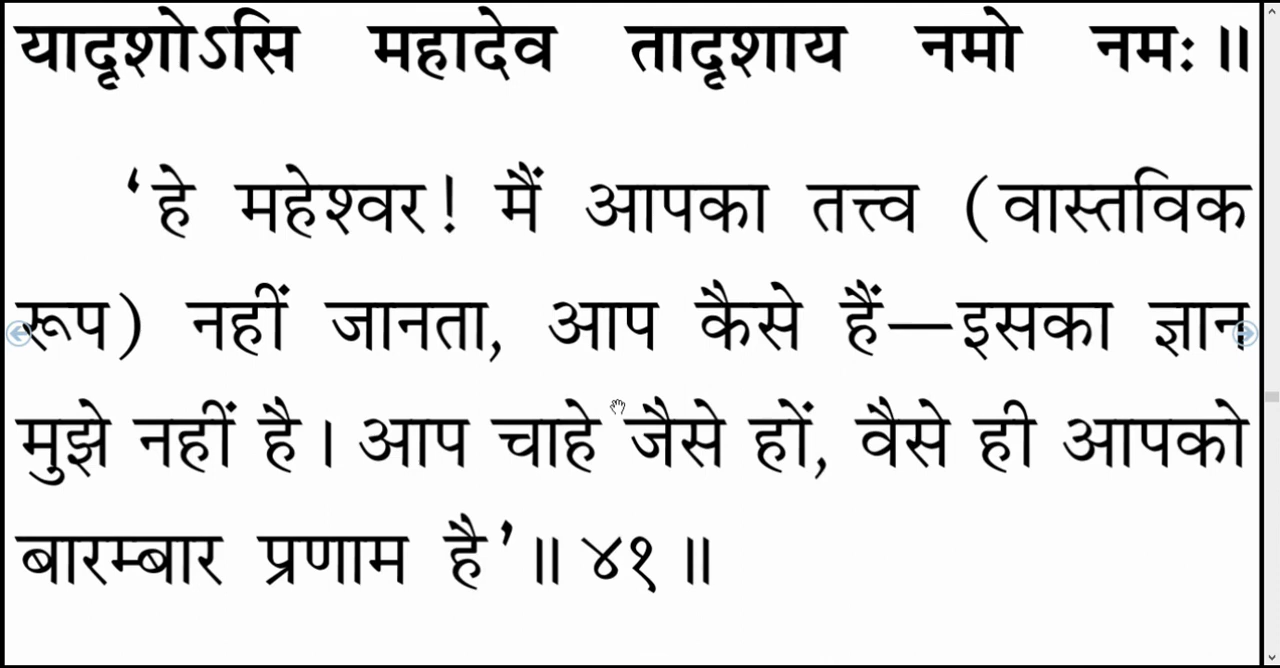 यादृशोऽसि महादेव तादृशाय नमो नमः॥
‘हे महेश्वर! मैं आपका तत्त्व (वास्तविक
रूप) नहीं जानता, आप कैसे हैं—इसका ज्ञान
मुझे नहीं है। आप चाहे जैसे हों, वैसे ही आपको
बारम्बार प्रणाम है’॥ ४१॥